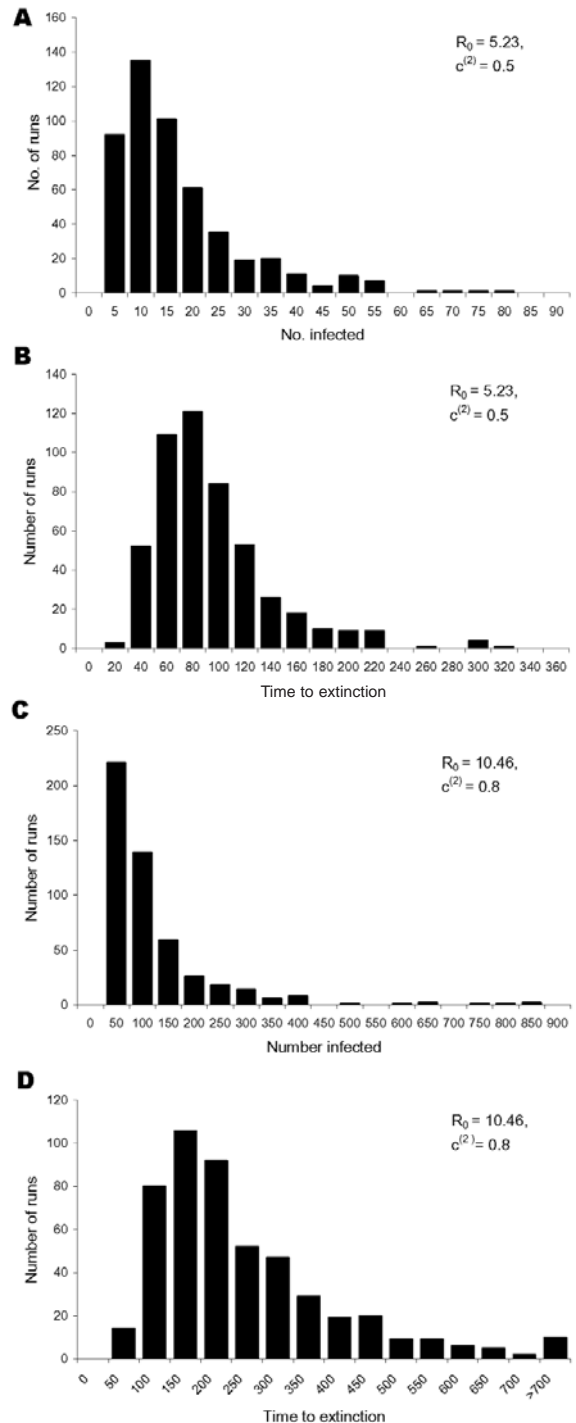 A
160
R₀ = 5.23,
c⁽²⁾ = 0.5
140
120
100
80
60
40
20
0
No. of runs
0 5 10 15 20 25 30 35 40 45 50 55 60 65 70 75 80 85 90
No. infected
B
140
R₀ = 5.23,
c⁽²⁾ = 0.5
120
100
80
60
40
20
0
Number of runs
0 20 40 60 80 100 120 140 160 180 200 220 240 260 300 320 340 360
Time to extinction
C
250
R₀ = 10.46,
c⁽²⁾ = 0.8
200
150
100
50
0
Number of runs
0 50 100 150 200 250 300 350 400 450 500 550 600 650 700 750 800 850 900
Number infected
D
120
R₀ = 10.46,
c⁽²⁾ = 0.8
100
80
60
40
20
0
Number of runs
0 50 100 150 200 250 300 350 400 450 500 550 600 650 700 >700
Time to extinction